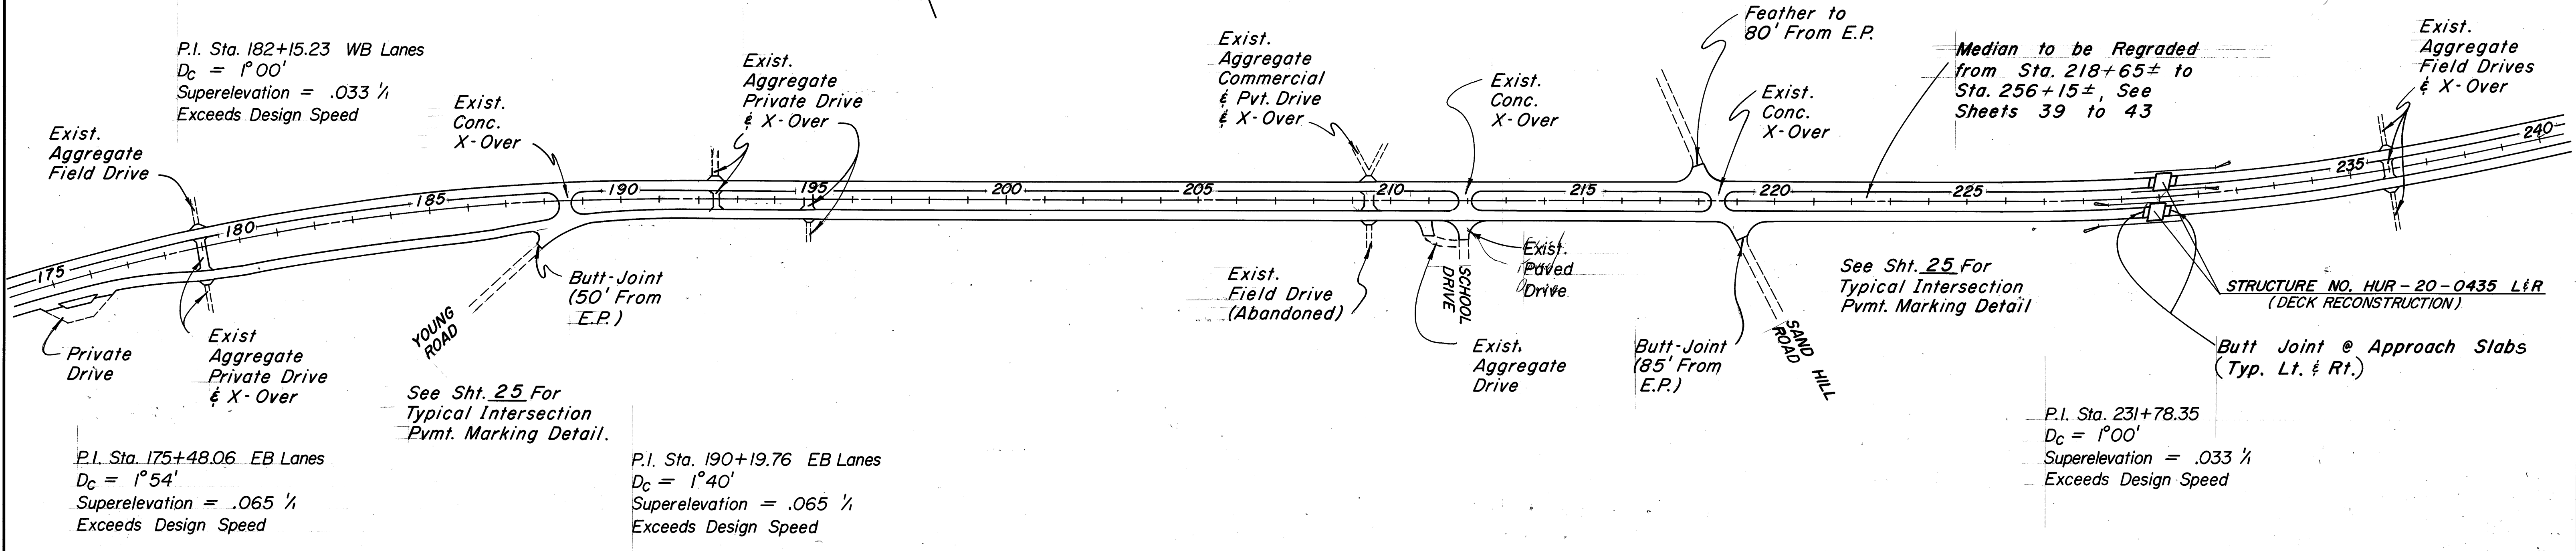 P.I. Sta. 182+15.23 WB Lanes
Dc = 1°00'
Superelevation = .033 1/1
Exceeds Design Speed
Exist.
Aggregate
Field Drive
Exist.
Conc.
X-Over
Exist.
Aggregate
Private Drive
& X-Over
Exist.
Aggregate
Commercial
& Pvt. Drive
& X-Over
Exist.
Conc.
X-Over
Feather to
80' From E.P.
Exist.
Conc.
X-Over
Median to be Regraded
from Sta. 218+65± to
Sta. 256+15±, See
Sheets 39 to 43
Exist.
Aggregate
Field Drives
& X-Over
175
180
185
190
195
200
205
210
215
220
225
235
240
Private
Drive
Exist
Aggregate
Private Drive
& X-Over
YOUNG
ROAD
Butt-Joint
(50' From
E.P.)
See Sht. 25 For
Typical Intersection
Pvmt. Marking Detail.
Exist.
Field Drive
(Abandoned)
SCHOOL
DRIVE
Exist.
Paved
Drive
Exist.
Aggregate
Drive
Butt-Joint
(85' From
E.P.)
SAND HILL
ROAD
See Sht. 25 For
Typical Intersection
Pvmt. Marking Detail
STRUCTURE NO. HUR-20-0435 L&R
(DECK RECONSTRUCTION)
Butt Joint @ Approach Slabs
(Typ. Lt. & Rt.)
P.I. Sta. 175+48.06 EB Lanes
Dc = 1°54'
Superelevation = .065 1/1
Exceeds Design Speed
P.I. Sta. 190+19.76 EB Lanes
Dc = 1°40'
Superelevation = .065 1/1
Exceeds Design Speed
P.I. Sta. 231+78.35
Dc = 1°00'
Superelevation = .033 1/1
Exceeds Design Speed